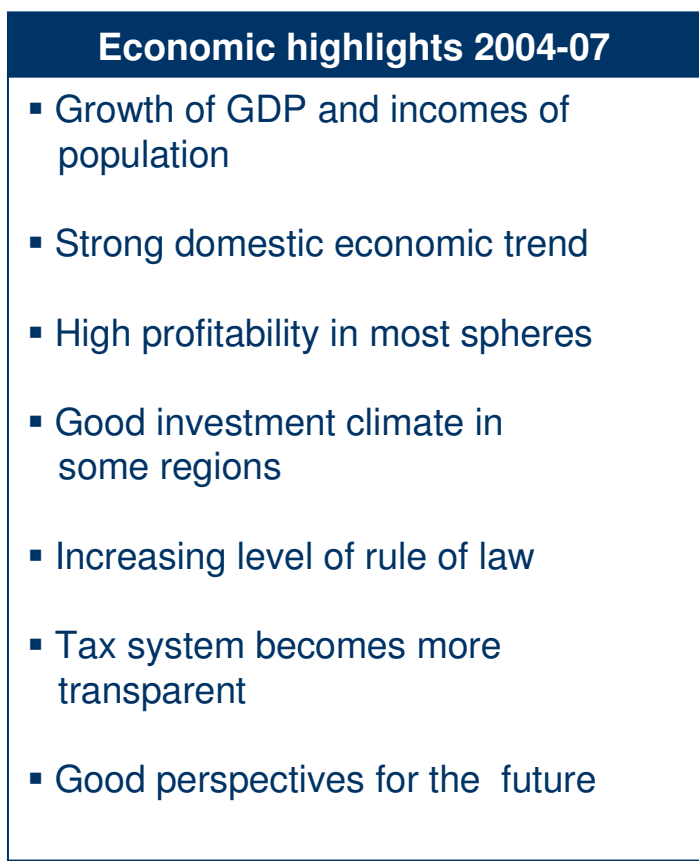 Economic highlights 2004-07
▪ Growth of GDP and incomes of
population
▪ Strong domestic economic trend
▪ High profitability in most spheres
▪ Good investment climate in
some regions
▪ Increasing level of rule of law
▪ Tax system becomes more
transparent
▪ Good perspectives for the  future